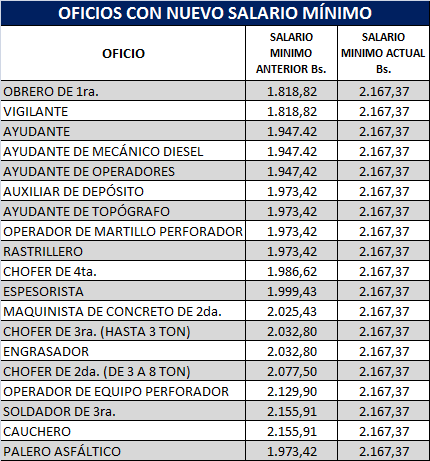 OFICIOS CON NUEVO SALARIO MÍNIMO
OFICIO SALARIO MINIMO ANTERIOR Bs. SALARIO MINIMO ACTUAL Bs.
OBRERO DE 1ra. 1.818,82 2.167,37
VIGILANTE 1.818,82 2.167,37
AYUDANTE 1.947.42 2.167,37
AYUDANTE DE MECÁNICO DIESEL 1.947.42 2.167,37
AYUDANTE DE OPERADORES 1.947.42 2.167,37
AUXILIAR DE DEPÓSITO 1.973,42 2.167,37
AYUDANTE DE TOPÓGRAFO 1.973,42 2.167,37
OPERADOR DE MARTILLO PERFORADOR 1.973,42 2.167,37
RASTRILLERO 1.973,42 2.167,37
CHOFER DE 4ta. 1.986,62 2.167,37
ESPESORISTA 1.999,43 2.167,37
MAQUINISTA DE CONCRETO DE 2da. 2.025,43 2.167,37
CHOFER DE 3ra. (HASTA 3 TON) 2.032,80 2.167,37
ENGRASADOR 2.032,80 2.167,37
CHOFER DE 2da. (DE 3 A 8 TON) 2.077,50 2.167,37
OPERADOR DE EQUIPO PERFORADOR 2.129,90 2.167,37
SOLDADOR DE 3ra. 2.155,91 2.167,37
CAUCHERO 2.155,91 2.167,37
PALERO ASFÁLTICO 1.973,42 2.167,37